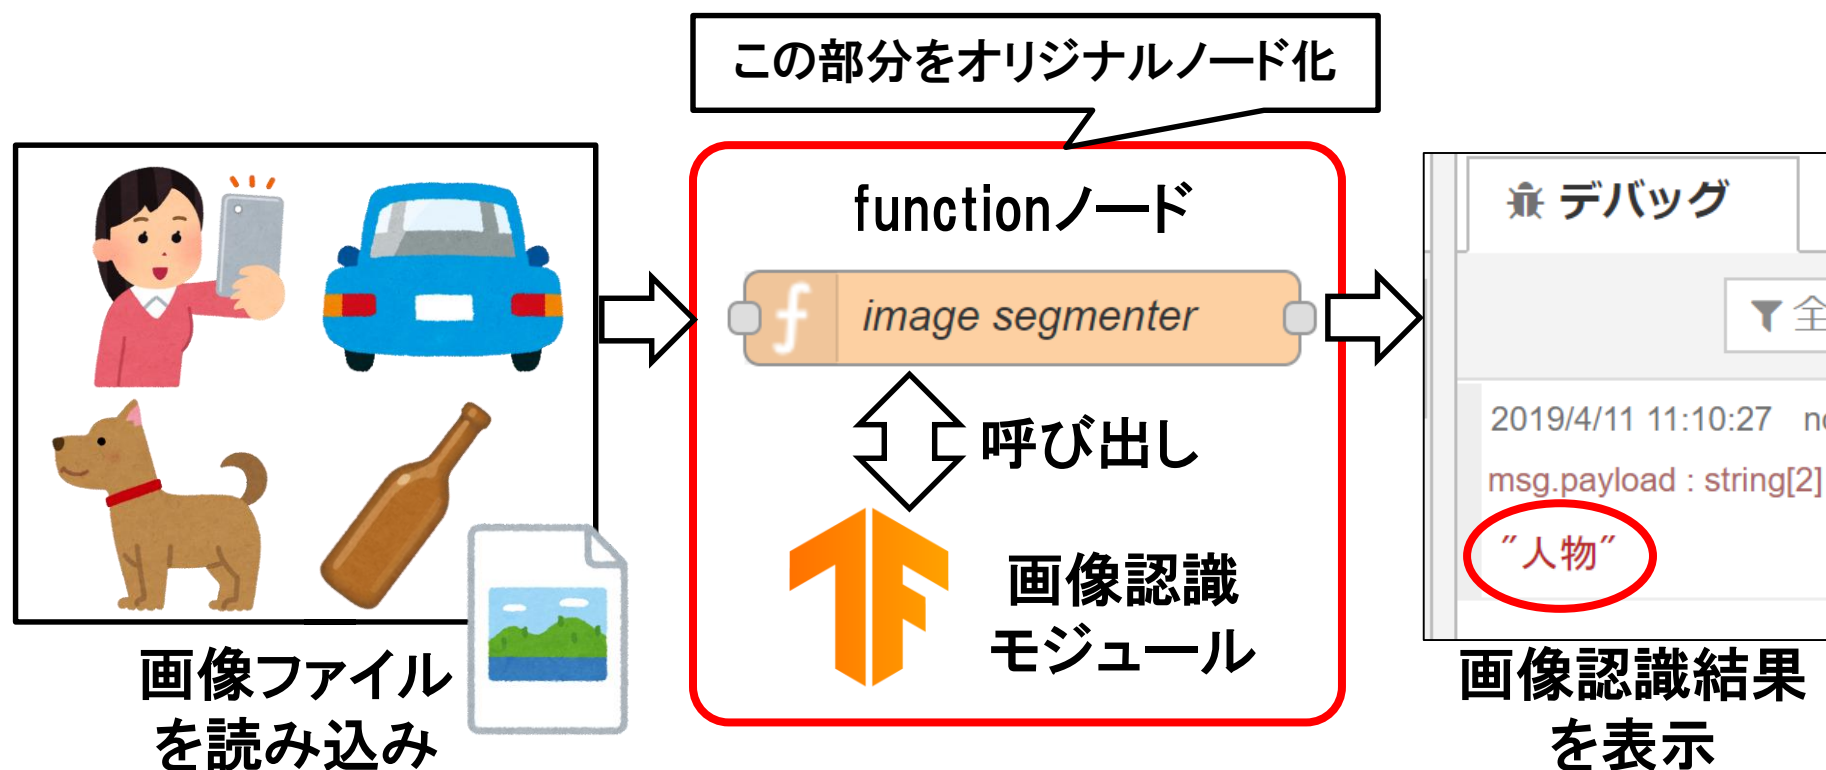 この部分をオリジナルノード化
functionノード
image segmenter
呼び出し
画像認識
モジュール
画像ファイル
を読み込み
デバッグ
全
2019/4/11 11:10:27
msg.payload : string[2]
"人物"
画像認識結果
を表示